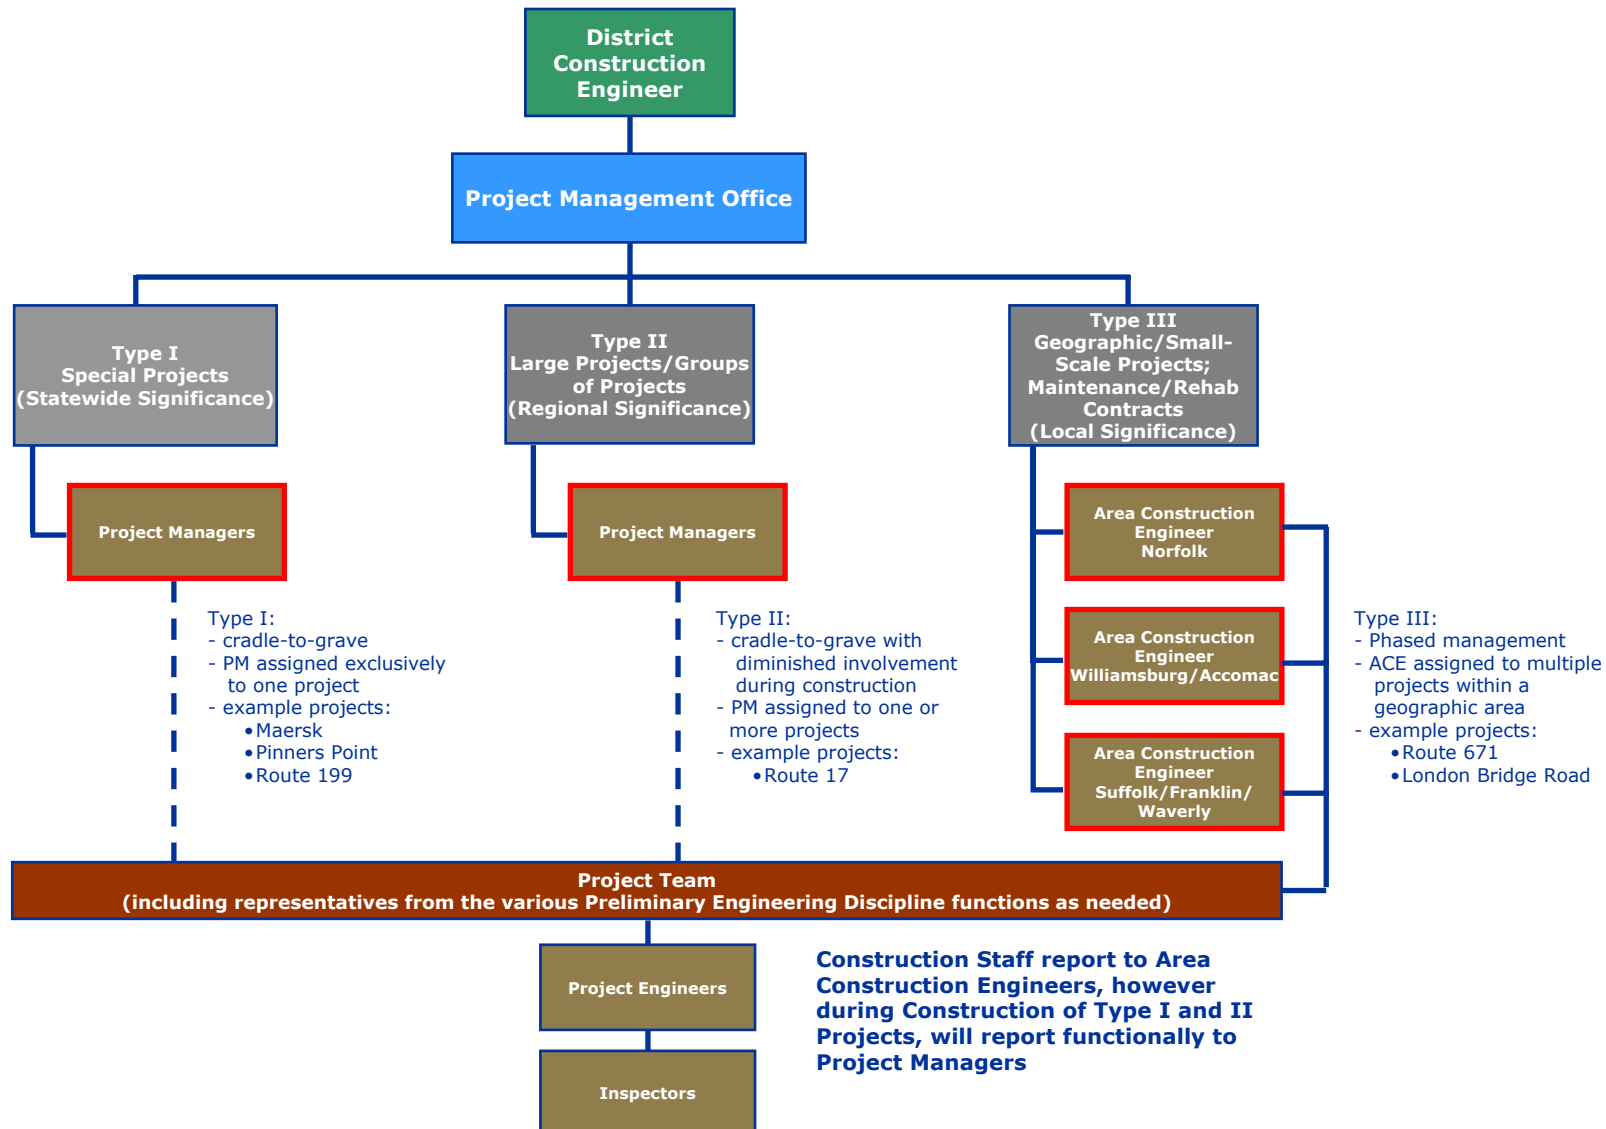 District
Construction
Engineer
Project Management Office
Type I
Special Projects
(Statewide Significance)
Type II
Large Projects/Groups
of Projects
(Regional Significance)
Type III
Geographic/Small-
Scale Projects;
Maintenance/Rehab
Contracts
(Local Significance)
Project Managers
Project Managers
Area Construction
Engineer
Norfolk
Area Construction
Engineer
Williamsburg/Accomac
Area Construction
Engineer
Suffolk/Franklin/
Waverly
Type I:
- cradle-to-grave
- PM assigned exclusively
to one project
- example projects:
•Maersk
•Pinners Point
•Route 199
Type II:
- cradle-to-grave with
diminished involvement
during construction
- PM assigned to one or
more projects
- example projects:
•Route 17
Type III:
- Phased management
- ACE assigned to multiple
projects within a
geographic area
- example projects:
•Route 671
•London Bridge Road
Project Team
(including representatives from the various Preliminary Engineering Discipline functions as needed)
Project Engineers
Inspectors
Construction Staff report to Area
Construction Engineers, however
during Construction of Type I and II
Projects, will report functionally to
Project Managers